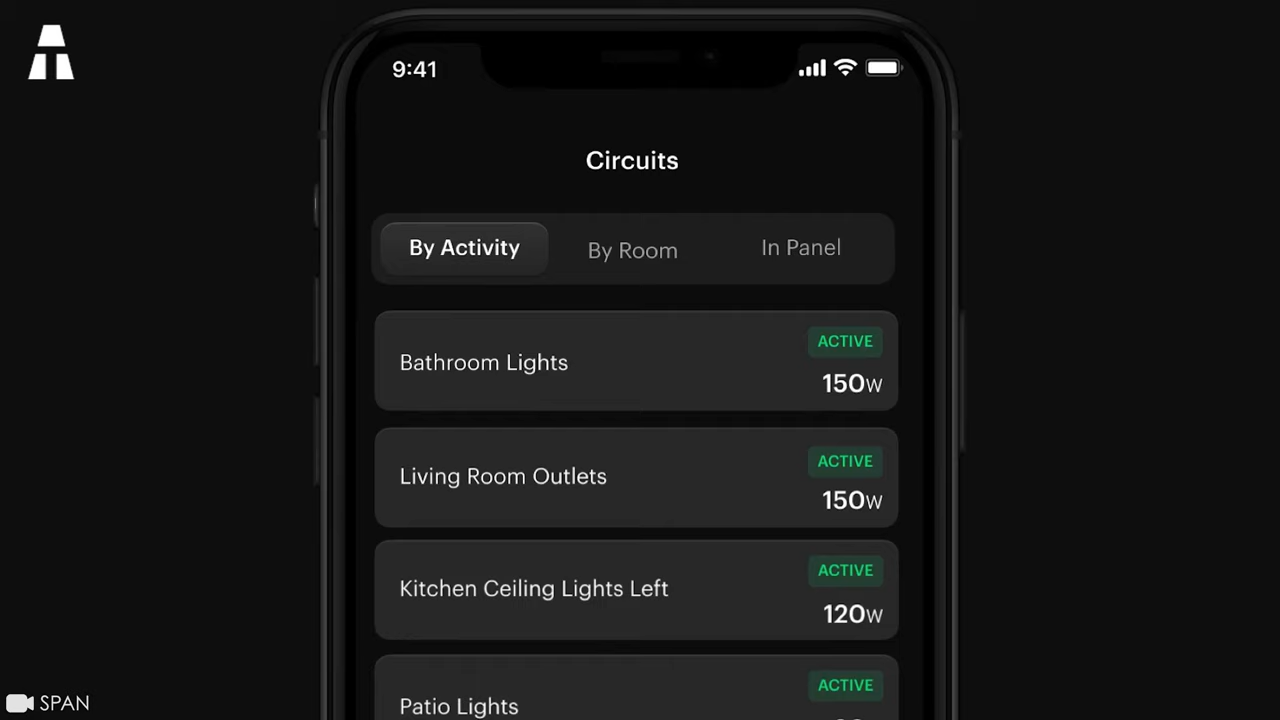 9:41
Circuits
By Activity
By Room
In Panel
ACTIVE
Bathroom Lights
150W
ACTIVE
Living Room Outlets
150W
ACTIVE
Kitchen Ceiling Lights Left
120W
ACTIVE
Patio Lights
SPAN